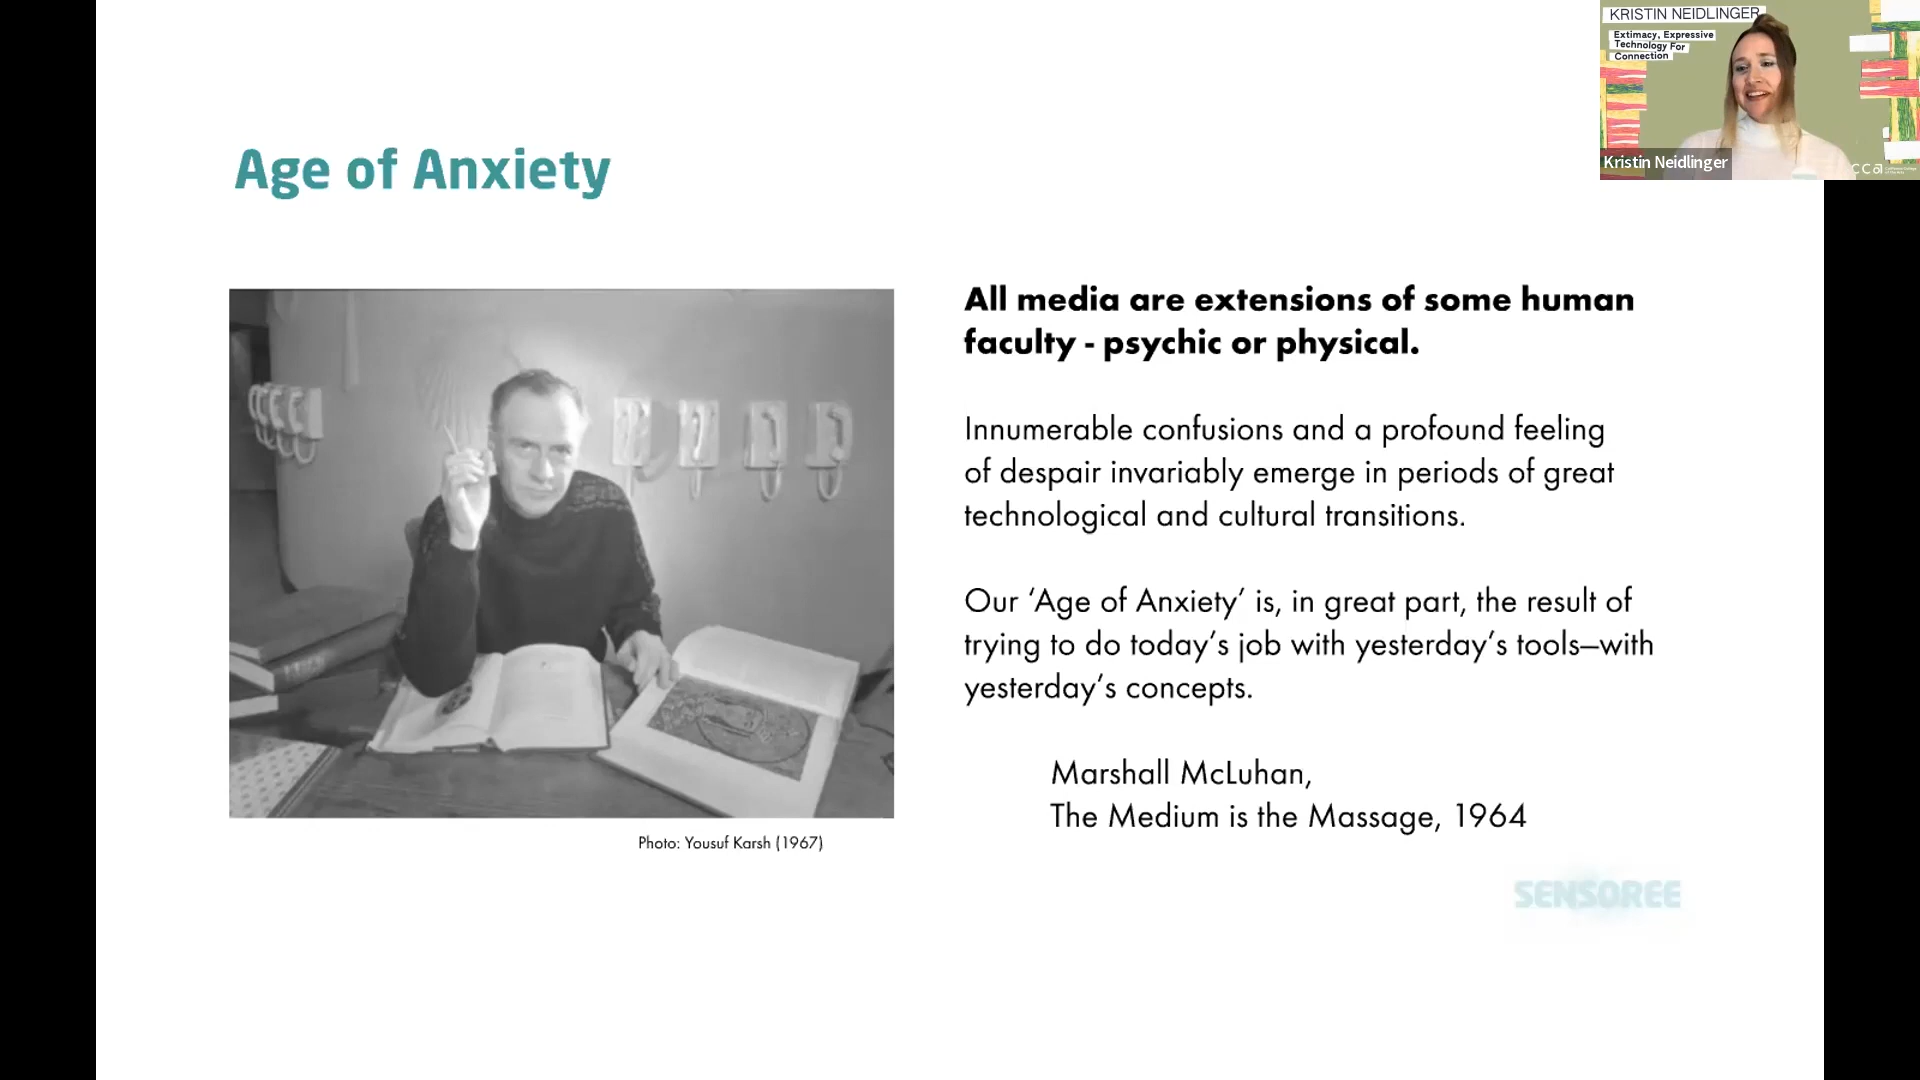 KRISTIN NEIDLINGER
Extimacy, Expressive
Technology For
Connection
Kristin Neidlinger
cca
Age of Anxiety
All media are extensions of some human
faculty - psychic or physical.
Innumerable confusions and a profound feeling
of despair invariably emerge in periods of great
technological and cultural transitions.
Our ‘Age of Anxiety’ is, in great part, the result of
trying to do today’s job with yesterday’s tools—with
yesterday’s concepts.
Marshall McLuhan,
The Medium is the Massage, 1964
Photo: Yousuf Karsh (1967)
SENSOREE